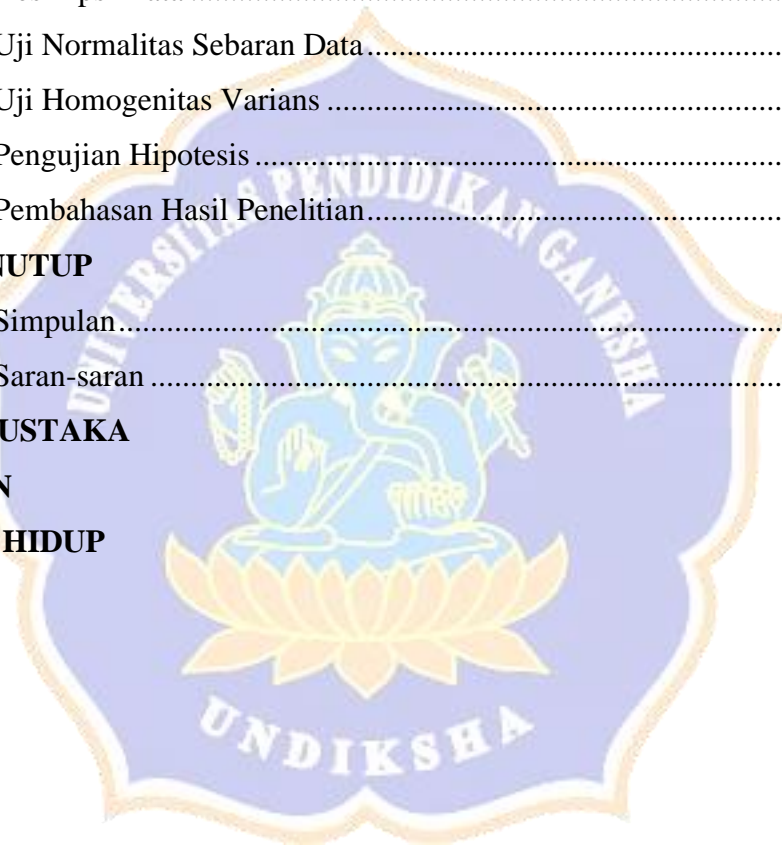 Uji Normalitas Sebaran Data................................................
Uji Homogenitas Varians ................................................
Pengujian Hipotesis ................................................
Pembahasan Hasil Penelitian................................................
NUTUP
Simpulan................................................
Saran-saran ................................................
USTAKA
N
HIDUP
UNIVERSITAS PENDIDIKAN GANESHA
UNDIKSHA